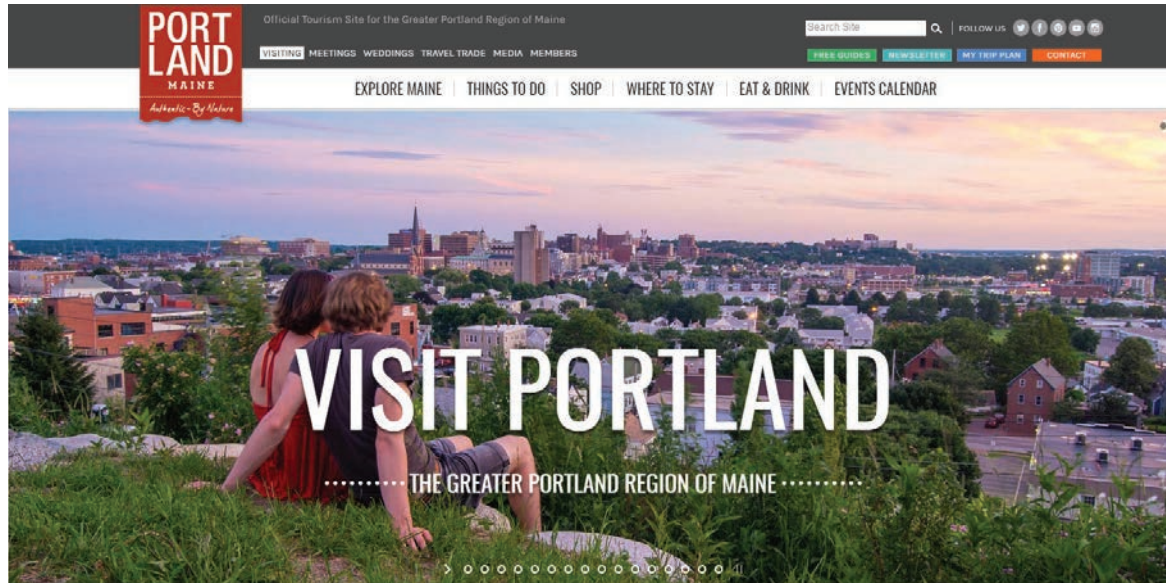 PORT
LAND
MAINE
Authentic - By Nature
Official Tourism Site for the Greater Portland Region of Maine
Search Site
FOLLOW US
VISITING MEETINGS WEDDINGS TRAVEL TRADE MEDIA MEMBERS
FREE GUIDES NEWSLETTER MY TRIP PLAN CONTACT
EXPLORE MAINE THINGS TO DO SHOP WHERE TO STAY EAT & DRINK EVENTS CALENDAR
VISIT PORTLAND
THE GREATER PORTLAND REGION OF MAINE